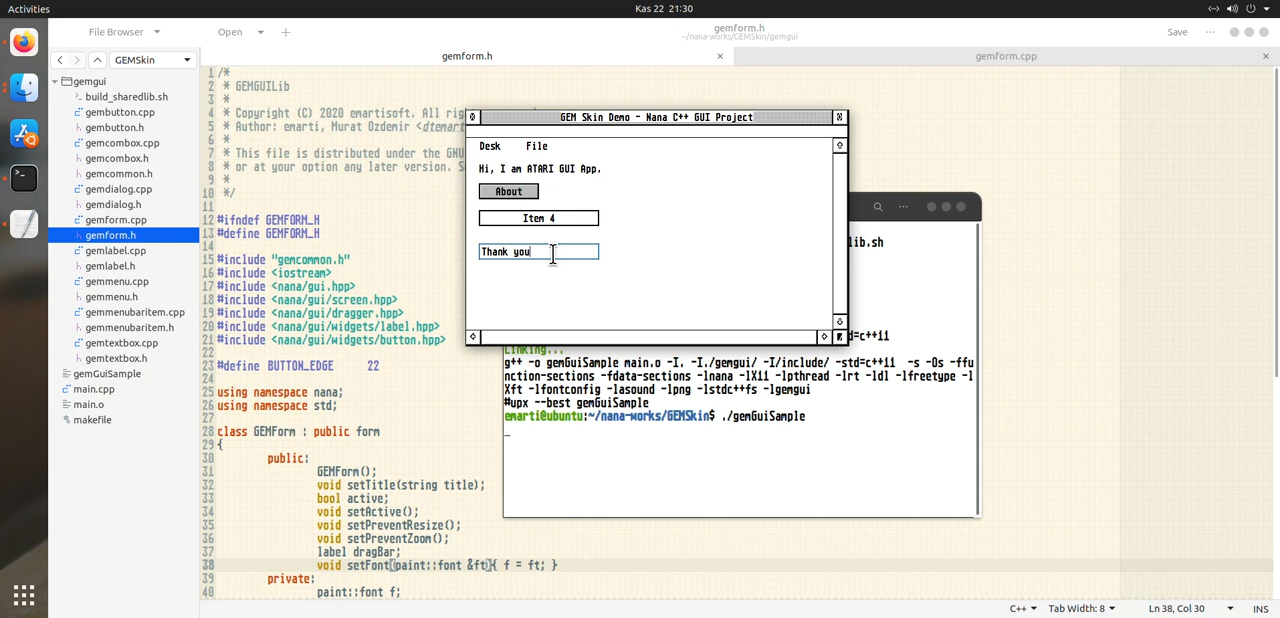 Activities
Kas 22 21:30
File Browser
Open
gemform.h
~/nana-works/GEMSkin/gemgui
Save
GEMSkin
gemform.h
gemform.cpp
gemgui
build_sharedlib.sh
gembutton.cpp
gembutton.h
gemcombox.cpp
gemcombox.h
gemcommon.h
gemdialog.cpp
gemdialog.h
gemform.cpp
gemform.h
gemlabel.cpp
gemlabel.h
gemmenu.cpp
gemmenu.h
gemmenubaritem.cpp
gemmenubaritem.h
gemtextbox.cpp
gemtextbox.h
gemGuiSample
main.cpp
main.o
makefile
1 /*
2 * GEMGUILib
3 *
4 * Copyright (C) 2020 emartisoft. All rig
5 * Author: emarti, Murat Ozdemir <dtemart
6 *
7 * This file is distributed under the GNU
8 * or at your option any later version. S
9 *
10 */
11
12 #ifndef GEMFORM_H
13 #define GEMFORM_H
14
15 #include "gemcommon.h"
16 #include <iostream>
17 #include <nana/gui.hpp>
18 #include <nana/gui/screen.hpp>
19 #include <nana/gui/dragger.hpp>
20 #include <nana/gui/widgets/label.hpp>
21 #include <nana/gui/widgets/button.hpp>
22
23 #define BUTTON_EDGE 22
24
25 using namespace nana;
26 using namespace std;
27
28 class GEMForm : public form
29 {
30 public:
31 GEMForm();
32 void setTitle(string title);
33 bool active;
34 void setActive();
35 void setPreventResize();
36 void setPreventZoom();
37 label dragBar;
38 void setFont(paint::font &ft){ f = ft; }
39 private:
40 paint::font f;
GEM Skin Demo - Nana C++ GUI Project
Desk File
Hi, I am ATARI GUI App.
About
Item 4
Thank you
lib.sh
d=c++11
Linking...
g++ -o gemGuiSample main.o -I. -I./gemgui/ -I/include/ -std=c++11 -s -Os -ffu
nction-sections -fdata-sections -lnana -lX11 -lpthread -lrt -ldl -lfreetype -l
Xft -lfontconfig -lasound -lpng -lstdc++fs -lgemgui
#upx --best gemGuiSample
emarti@ubuntu:~/nana-works/GEMSkin$ ./gemGuiSample
C++ Tab Width: 8 Ln 38, Col 30 INS